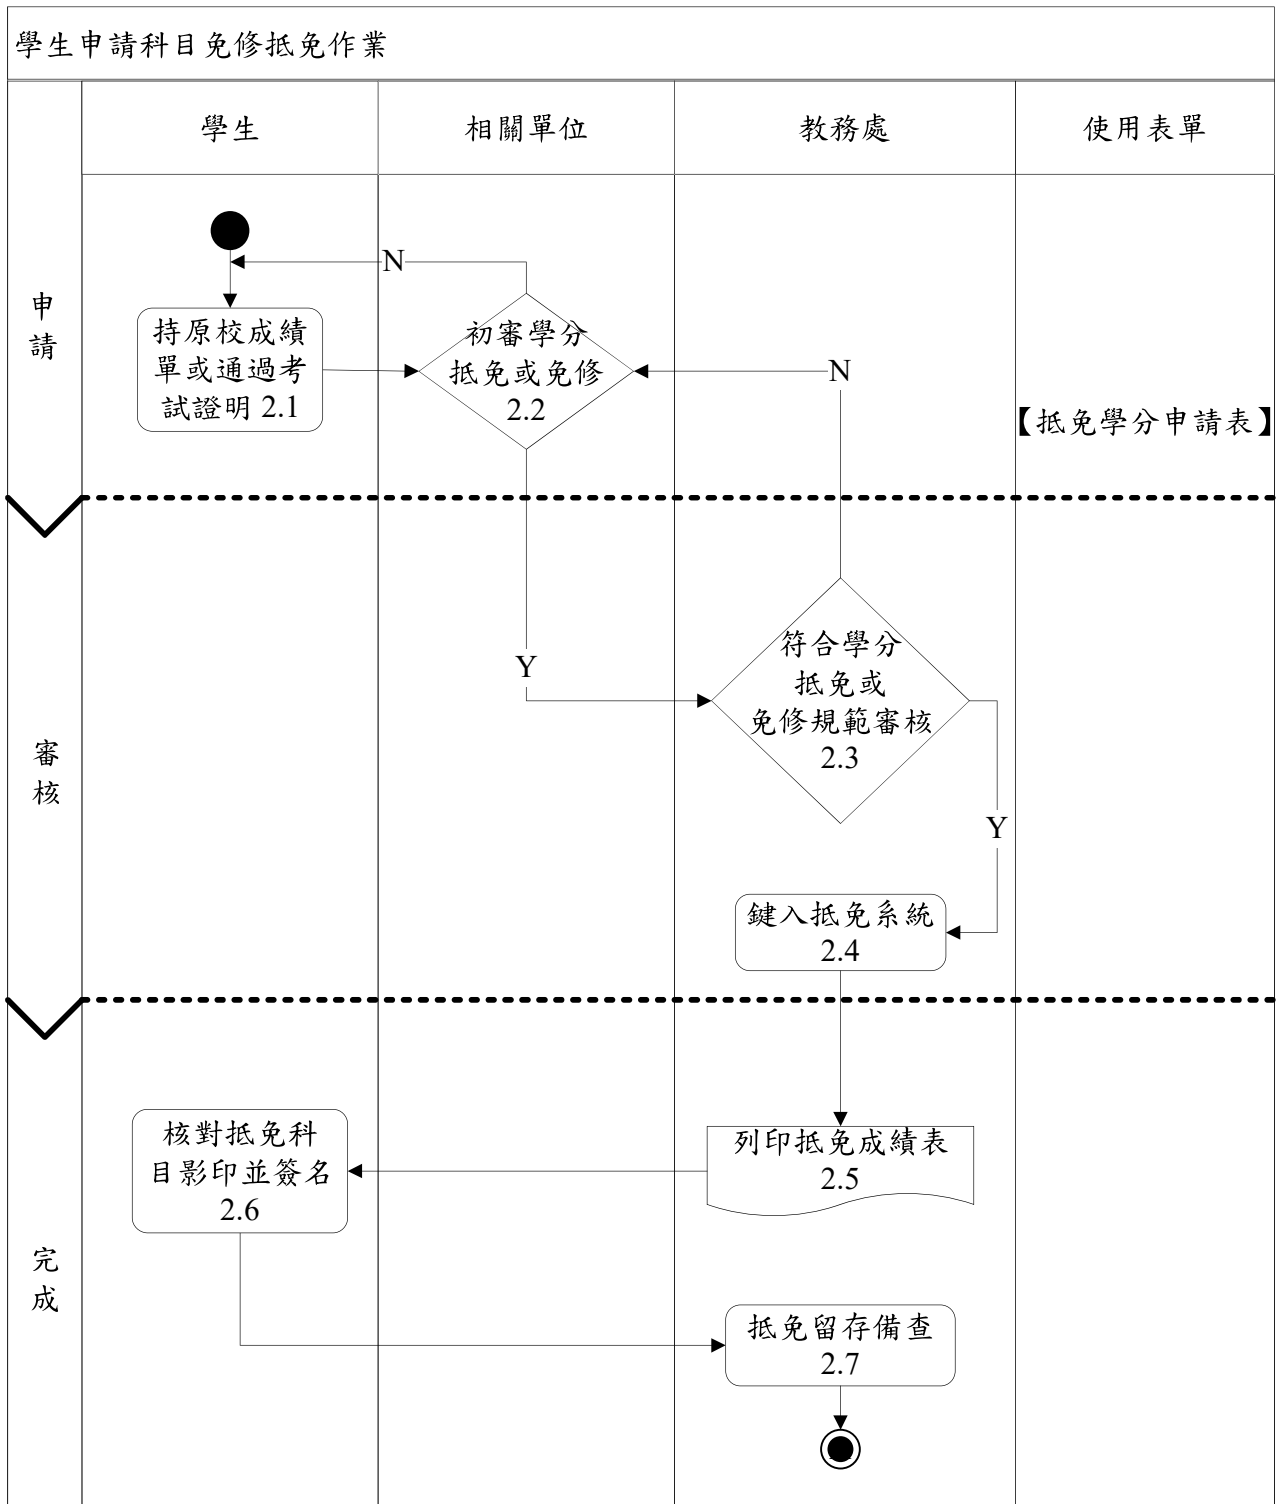 學生申請科目免修抵免作業
學生
相關單位
教務處
使用表單
申
請
N
持原校成績
單或通過考
試證明 2.1
初審學分
抵免或免修
2.2
N
【抵免學分申請表】
審
核
Y
符合學分
抵免或
免修規範審核
2.3
Y
鍵入抵免系統
2.4
完
成
列印抵免成績表
2.5
核對抵免科
目影印並簽名
2.6
抵免留存備查
2.7